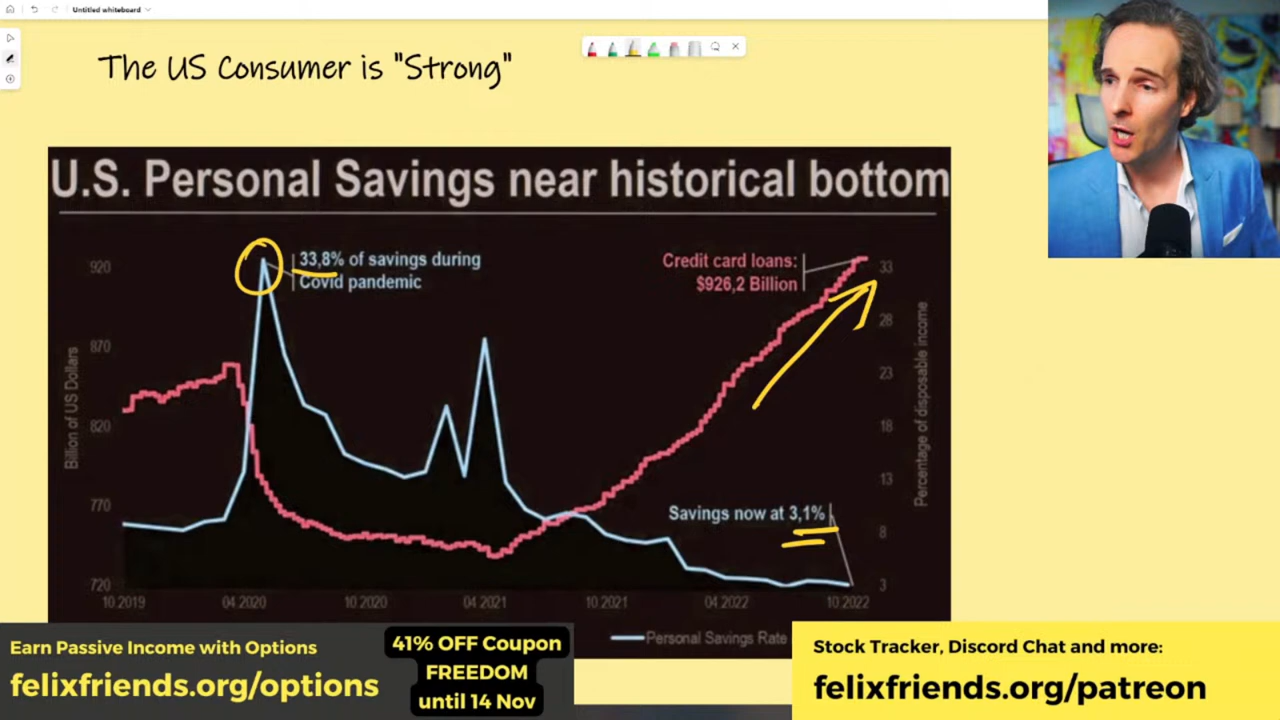 Untitled whiteboard
The US Consumer is "Strong"
U.S. Personal Savings near historical bottom
33,8% of savings during
Covid pandemic
Credit card loans:
$926,2 Billion
Savings now at 3,1%
Billion of US Dollars
920
870
820
770
720
Percentage of disposable income
33
28
23
18
13
8
3
10.2019
04.2020
10.2020
04.2021
10.2021
04.2022
10.2022
Personal Savings Rate
Earn Passive Income with Options
felixfriends.org/options
41% OFF Coupon
FREEDOM
until 14 Nov
Stock Tracker, Discord Chat and more:
felixfriends.org/patreon